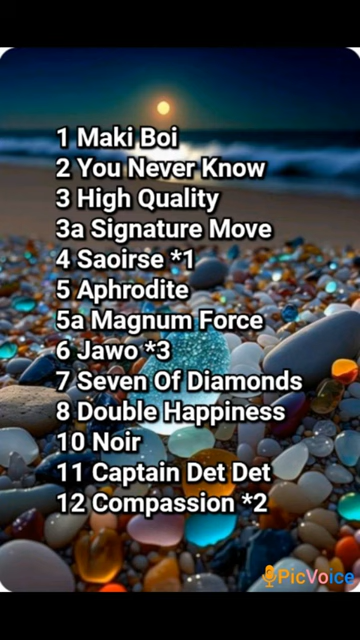 1 Maki Boi
2 You Never Know
3 High Quality
3a Signature Move
4 Saoirse *1
5 Aphrodite
5a Magnum Force
6 Jawo *3
7 Seven Of Diamonds
8 Double Happiness
10 Noir
11 Captain Det Det
12 Compassion *2
PicVoice